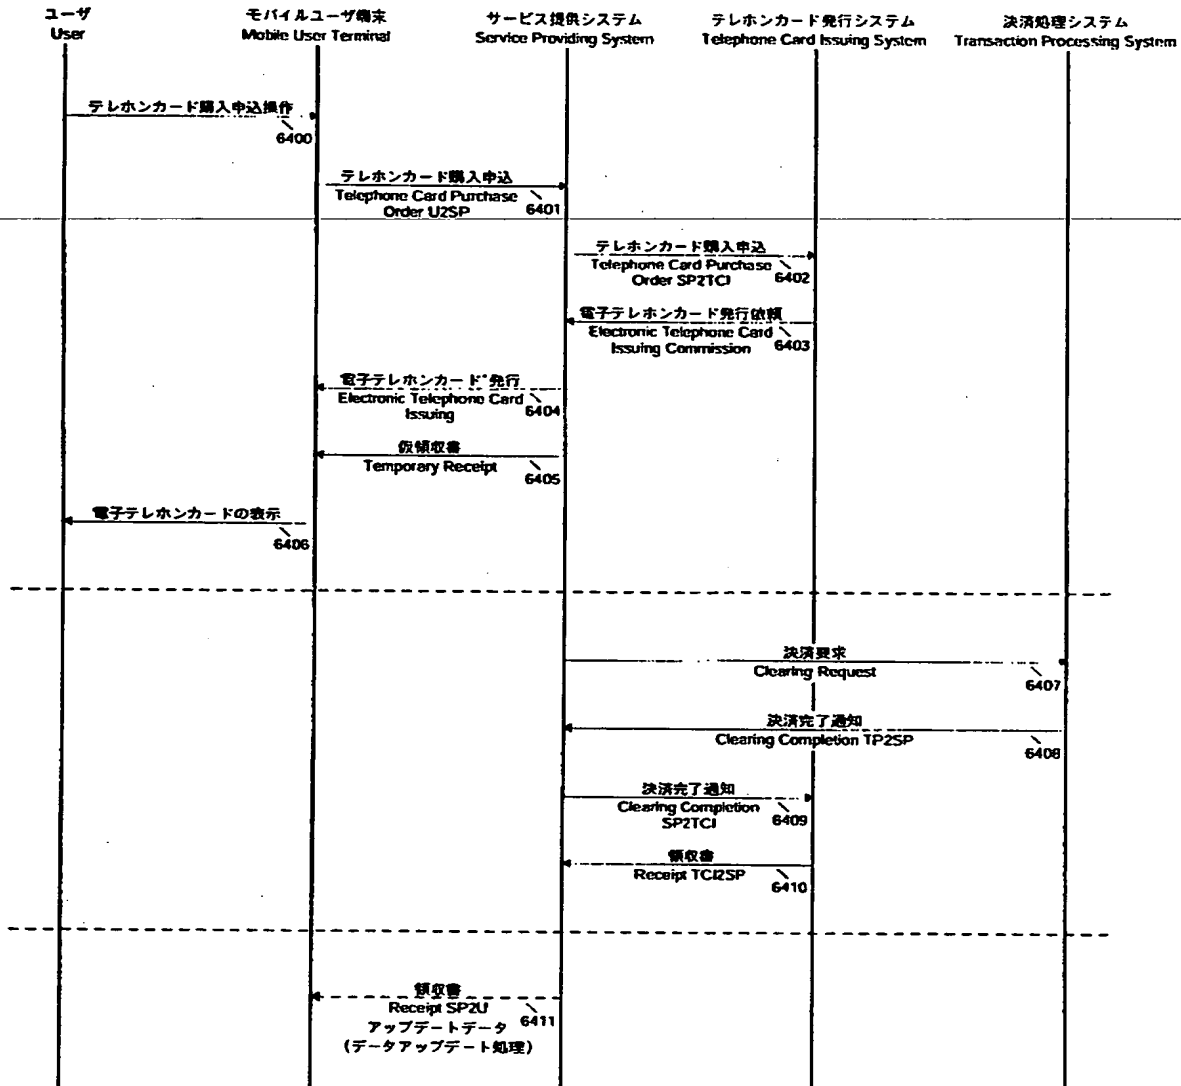 ユーザ
User
モバイルユーザ端末
Mobile User Terminal
サービス提供システム
Service Providing System
テレホンカード発行システム
Telephone Card Issuing System
決済処理システム
Transaction Processing System
テレホンカード購入申込操作
6400
テレホンカード購入申込
Telephone Card Purchase
Order U2SP
6401
テレホンカード購入申込
Telephone Card Purchase
Order SP2TCI
6402
電子テレホンカード発行依頼
Electronic Telephone Card
Issuing Commission
6403
電子テレホンカード発行
Electronic Telephone Card
Issuing
6404
仮領収書
Temporary Receipt
6405
電子テレホンカードの表示
6406
決済要求
Clearing Request
6407
決済完了通知
Clearing Completion TP2SP
6408
決済完了通知
Clearing Completion
SP2TCI
6409
領収書
Receipt TCI2SP
6410
領収書
Receipt SP2U
6411
アップデートデータ
(データアップデート処理)